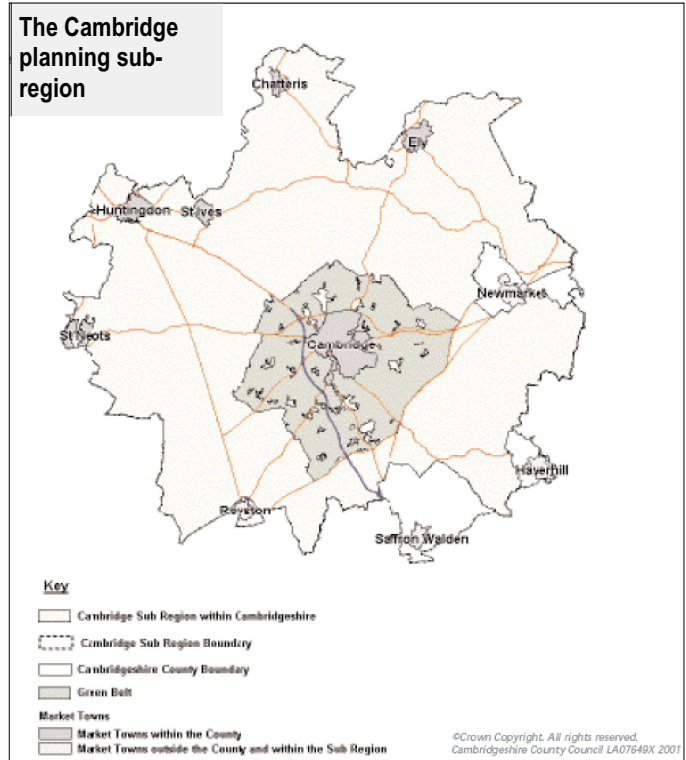 The Cambridge
planning sub-
region
Chatteris
Ely
Huntingdon
St Ives
Newmarket
St Neots
Cambridge
Haverhill
Royston
Saffron Walden
Key
Cambridge Sub Region within Cambridgeshire
Cambridge Sub Region Boundary
Cambridgeshire County Boundary
Green Belt
Market Towns
Market Towns within the County
Market Towns outside the County and within the Sub Region
©Crown Copyright. All rights reserved.
Cambridgeshire County Council LA07649X 2001